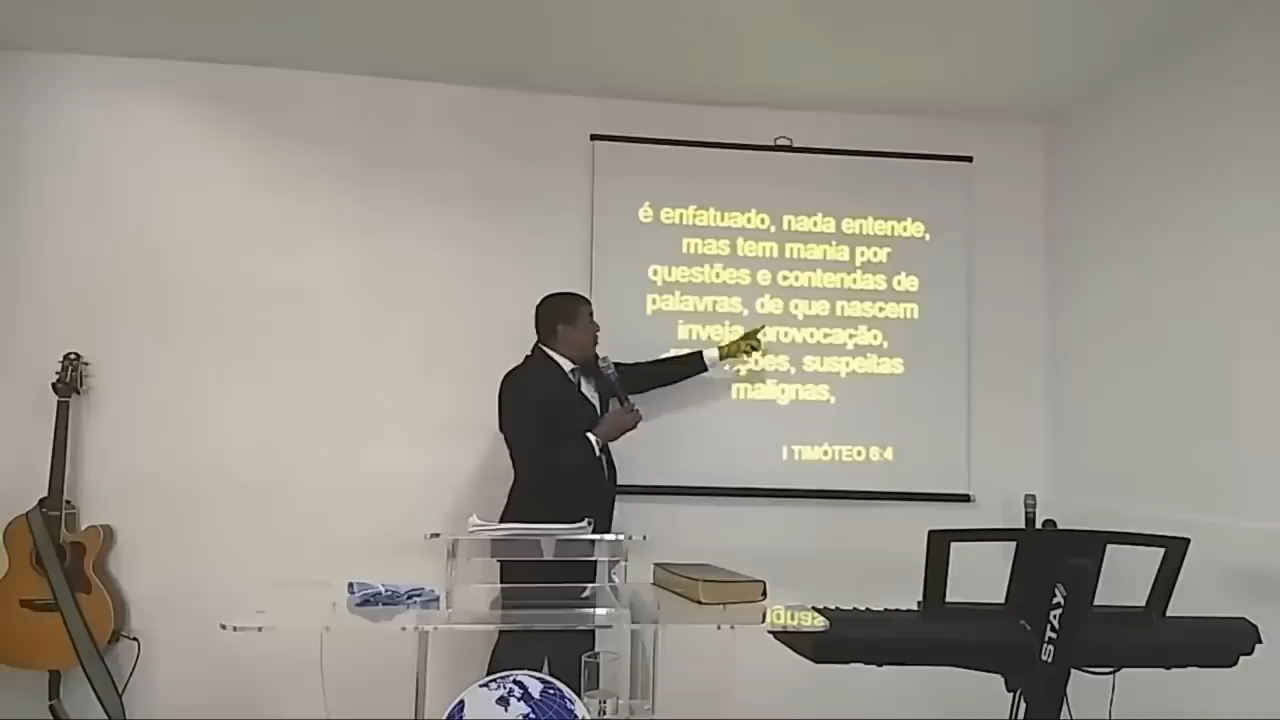 é enfatuado, nada entende,
mas tem mania por
questões e contendas de
palavras, de que nascem
inveja, provocação,
suspeitas
malignas,
I TIMÓTEO 6:4
STAY